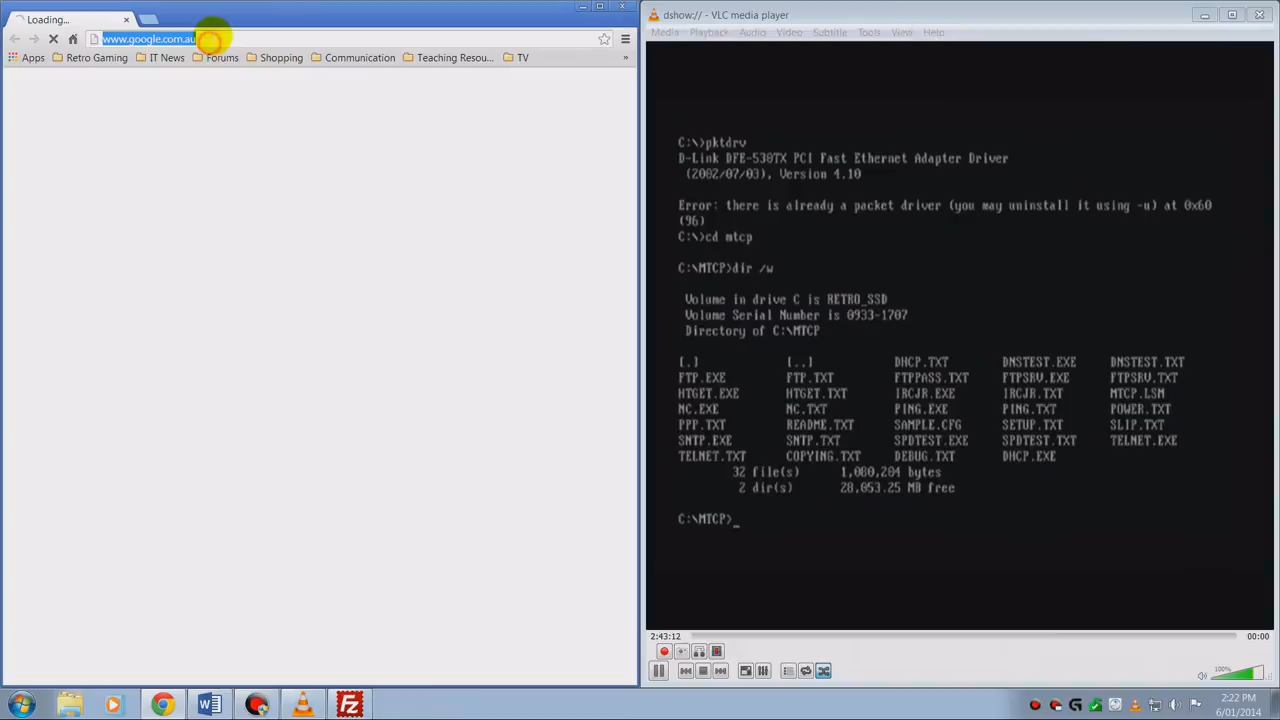 Loading...
www.google.com.au
Apps Retro Gaming IT News Forums Shopping Communication Teaching Resou... TV »
dshow:// - VLC media player
Media Playback Audio Video Subtitle Tools View Help
C:\>pktdrv
D-Link DFE-530TX PCI Fast Ethernet Adapter Driver
(2002/07/03), Version 4.10
Error: there is already a packet driver (you may uninstall it using -u) at 0x60
(96)
C:\>cd mtcp
C:\MTCP>dir /w
Volume in drive C is RETRO_SSD
Volume Serial Number is 0933-1707
Directory of C:\MTCP
[.] [..] DHCP.TXT DNSTEST.EXE DNSTEST.TXT
FTP.EXE FTP.TXT FTPPASS.TXT FTPSRV.EXE FTPSRV.TXT
HTGET.EXE HTGET.TXT IRCJR.EXE IRCJR.TXT MTCP.LSM
NC.EXE NC.TXT PING.EXE PING.TXT POWER.TXT
PPP.TXT README.TXT SAMPLE.CFG SETUP.TXT SLIP.TXT
SNTP.EXE SNTP.TXT SPDTEST.EXE SPDTEST.TXT TELNET.EXE
TELNET.TXT COPYING.TXT DEBUG.TXT DHCP.EXE
32 file(s) 1,080,204 bytes
2 dir(s) 28,053.25 MB free
C:\MTCP>_
2:43:12 00:00
100%
2:22 PM
6/01/2014